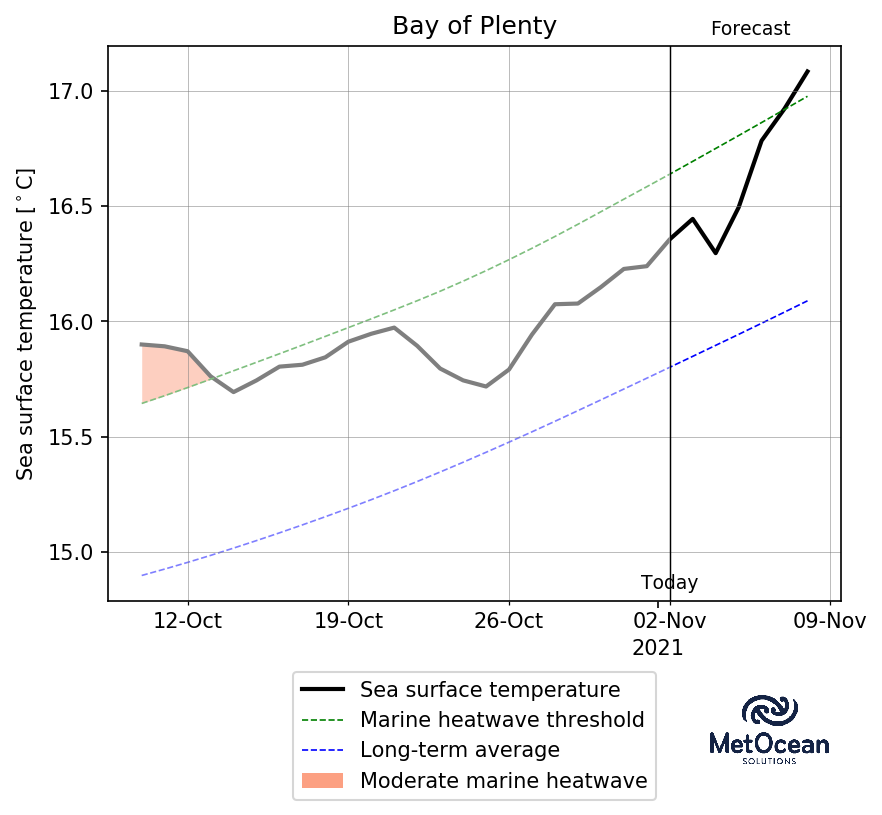 Bay of Plenty
Forecast
Sea surface temperature [°C]
17.0
16.5
16.0
15.5
15.0
Today
12-Oct 19-Oct 26-Oct 02-Nov 09-Nov
2021
Sea surface temperature
Marine heatwave threshold
Long-term average
Moderate marine heatwave
MetOcean
SOLUTIONS